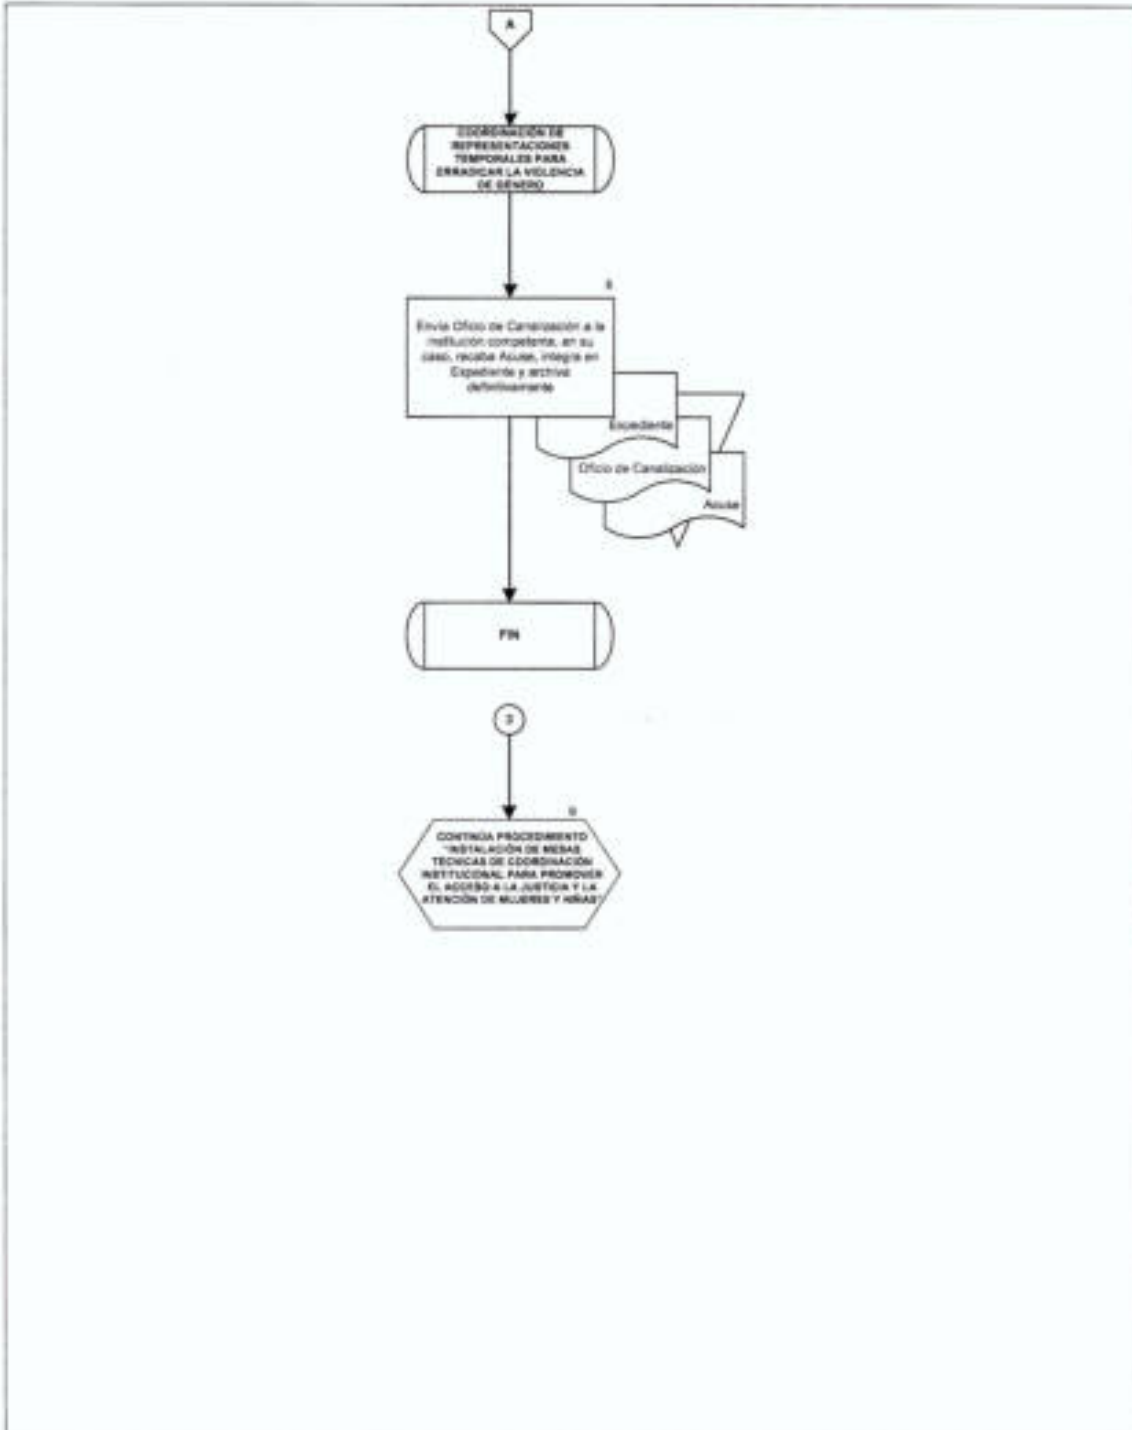 A
COORDINACIÓN DE
REPRESENTACIONES
TEMPORALES PARA
ERRADICAR LA VIOLENCIA
DE GÉNERO
Envía Oficio de Canalización a la
institución competente, en su
caso, recaba Acuse, integra en
Expediente y archiva
definitivamente
Expediente
Oficio de Canalización
Acuse
FIN
3
CONTINÚA PROCEDIMIENTO
"INSTALACIÓN DE MESAS
TÉCNICAS DE COORDINACIÓN
INSTITUCIONAL PARA PROMOVER
EL ACCESO A LA JUSTICIA Y LA
ATENCIÓN DE MUJERES Y NIÑAS"